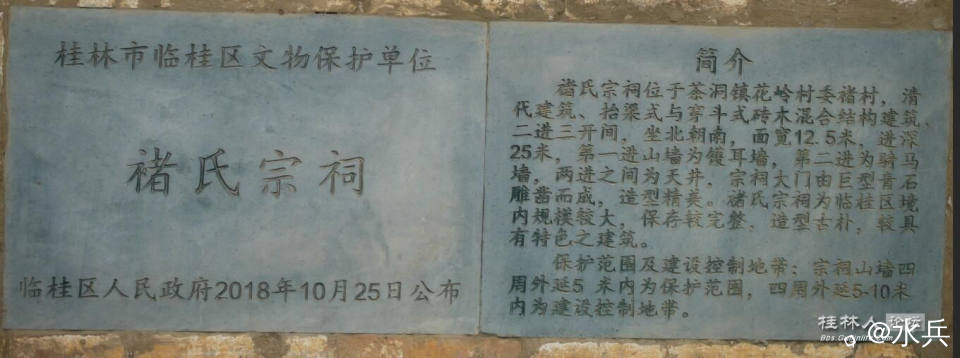 桂林市临桂区文物保护单位
褚氏宗祠
临桂区人民政府2018年10月25日公布
简介
褚氏宗祠位于茶洞镇花岭村委褚村，清
代建筑、抬梁式与穿斗式砖木混合结构建筑、
二进三开间，坐北朝南，面宽12.5米，进深
25米，第一进山墙为镬耳墙，第二进为骑马
墙，两进之间为天井，宗祠大门由巨型青石
雕凿而成，造型精美。褚氏宗祠为临桂区境
内规模较大，保存较完整，造型古朴，较具
有特色之建筑。
保护范围及建设控制地带：宗祠山墙四
周外延5 米内为保护范围，四周外延5-10米
内为建设控制地带。
桂林人 论坛
@水兵